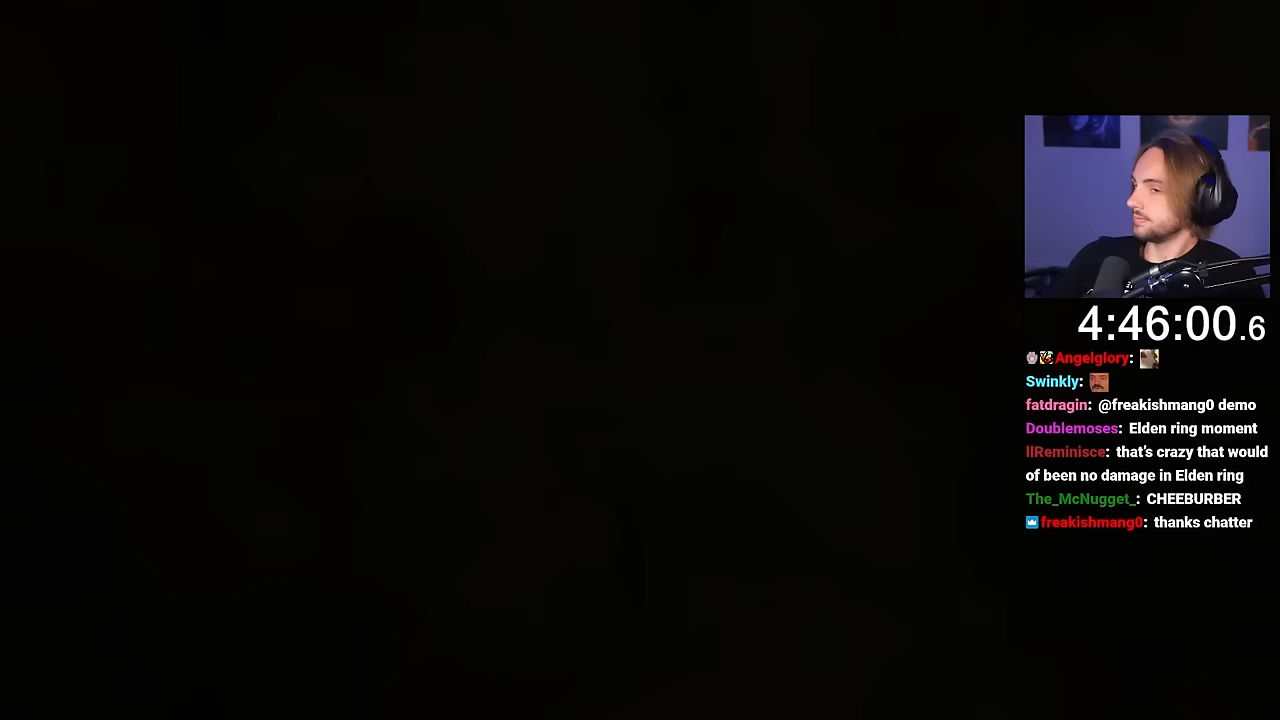 4:46:00.6
Angelglory:
Swinkly:
fatdragin: @freakishmang0 demo
Doublemoses: Elden ring moment
llReminisce: that's crazy that would
of been no damage in Elden ring
The_McNugget_: CHEEBURBER
freakishmang0: thanks chatter